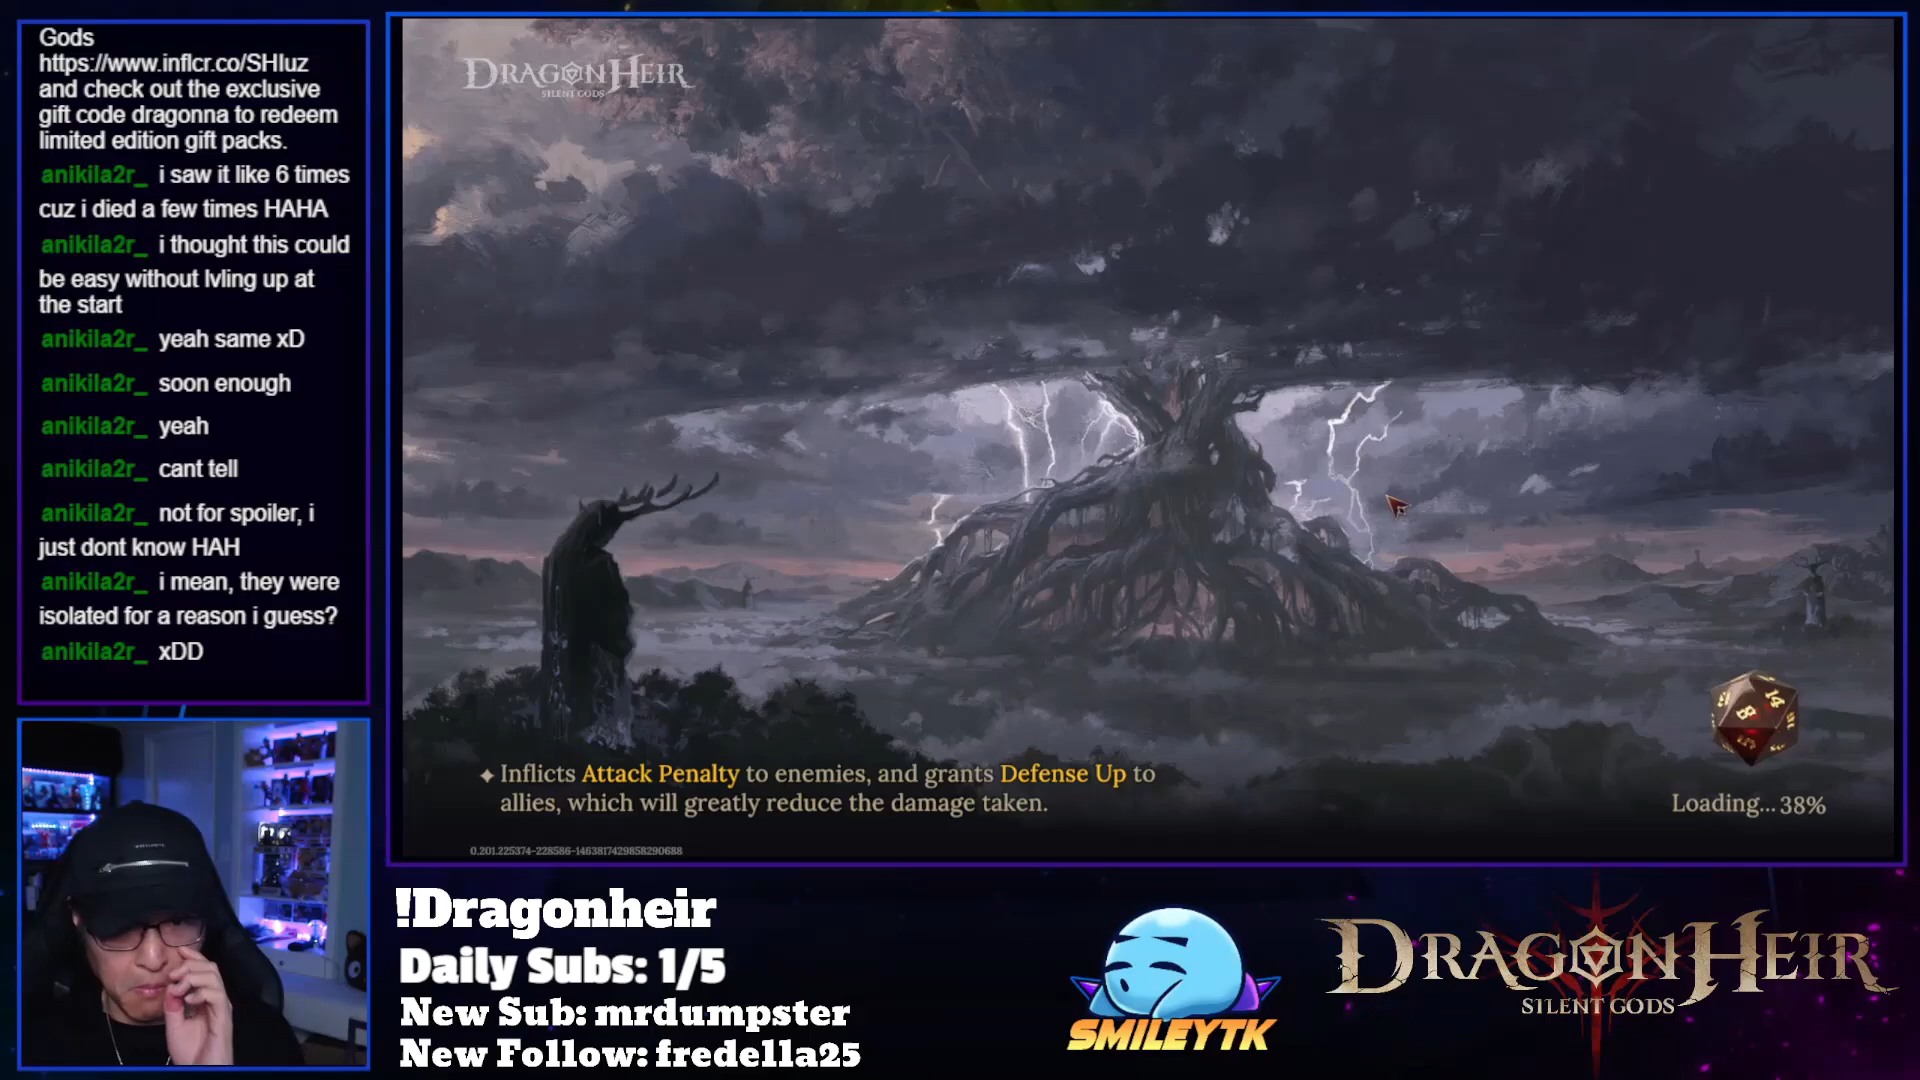 Gods
https://www.inflcr.co/SHIuz
and check out the exclusive
gift code dragonna to redeem
limited edition gift packs.
anikila2r_ i saw it like 6 times
cuz i died a few times HAHA
anikila2r_ i thought this could
be easy without lvling up at
the start
anikila2r_ yeah same xD
anikila2r_ soon enough
anikila2r_ yeah
anikila2r_ cant tell
anikila2r_ not for spoiler, i
just dont know HAH
anikila2r_ i mean, they were
isolated for a reason i guess?
anikila2r_ xDD
DRAGONHEIR
SILENT GODS
14
8
Inflicts Attack Penalty to enemies, and grants Defense Up to
allies, which will greatly reduce the damage taken.
Loading... 38%
0.201.225374-228586-1463817429858290688
!Dragonheir
Daily Subs: 1/5
New Sub: mrdumpster
New Follow: fredella25
SMILEYTK
DRAGONHEIR
SILENT GODS